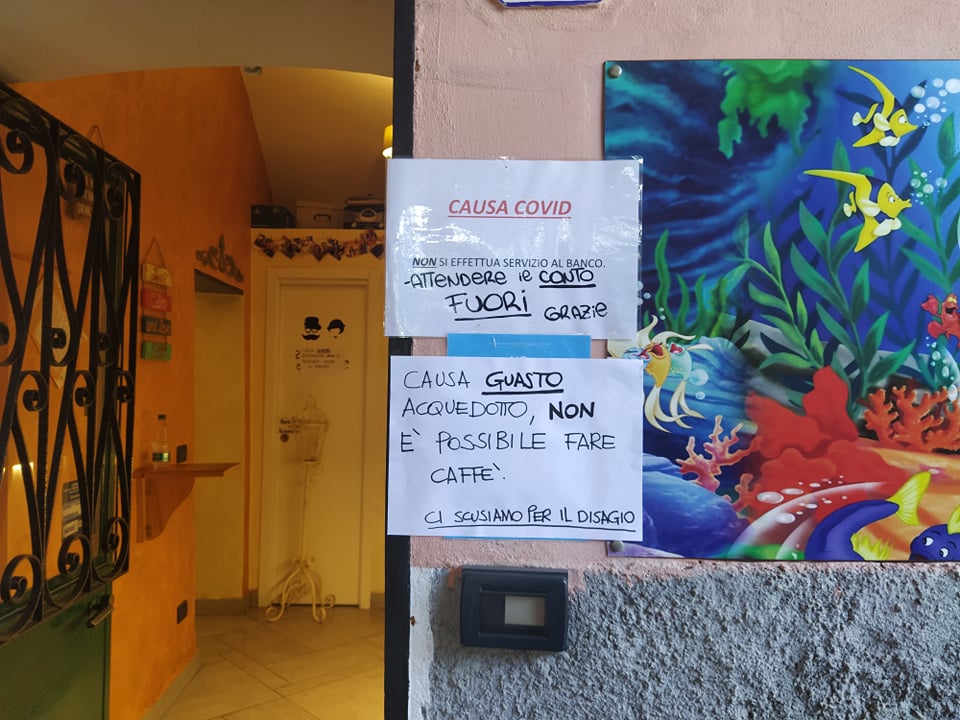 CAUSA COVID
NON SI EFFETTUA SERVIZIO AL BANCO.
-ATTENDERE IL CONTO
FUORI GRAZIE
CAUSA GUASTO
ACQUEDOTTO, NON
È POSSIBILE FARE
CAFFÈ.
CI SCUSIAMO PER IL DISAGIO